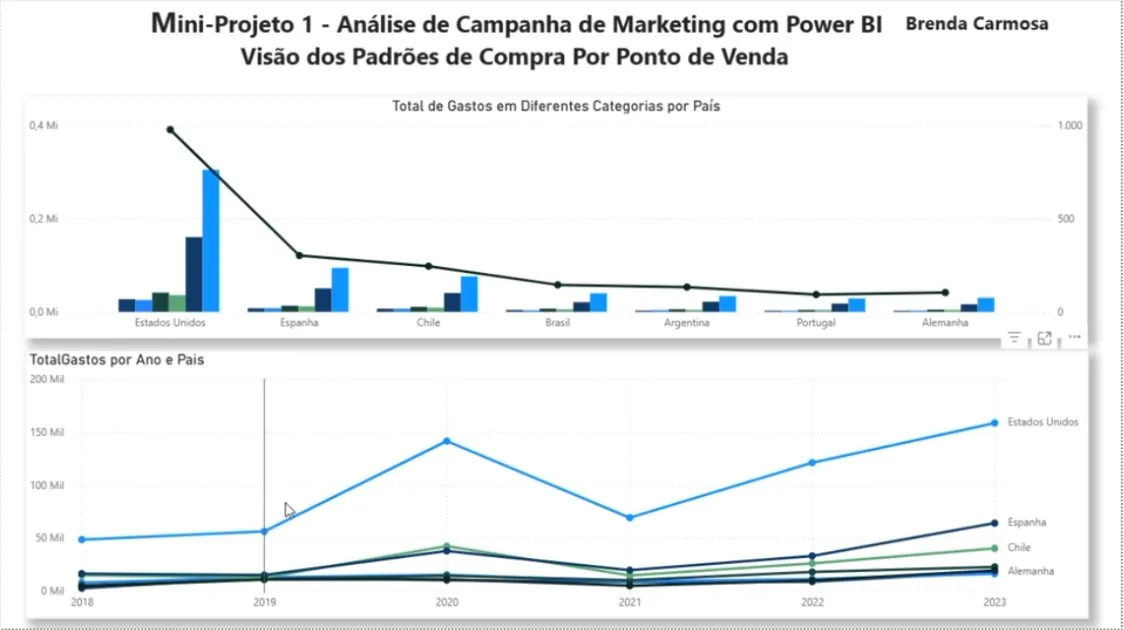 Mini-Projeto 1 - Análise de Campanha de Marketing com Power BI
Brenda Carmosa
Visão dos Padrões de Compra Por Ponto de Venda
Total de Gastos em Diferentes Categorias por País
0,4 Mi
1.000
0,2 Mi
500
0,0 Mi
0
Estados Unidos Espanha Chile Brasil Argentina Portugal Alemanha
TotalGastos por Ano e Pais
200 Mil
150 Mil
Estados Unidos
100 Mil
50 Mil
Espanha
Chile
Alemanha
0 Mil
2018 2019 2020 2021 2022 2023